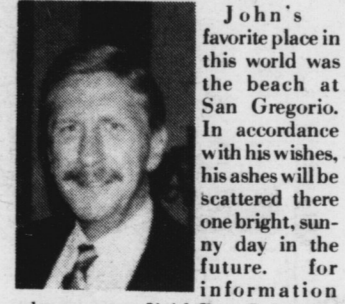 John's
favorite place in
this world was
the beach at
San Gregorio.
In accordance
with his wishes,
his ashes will be
scattered there
one bright, sun-
ny day in the
future. for
information